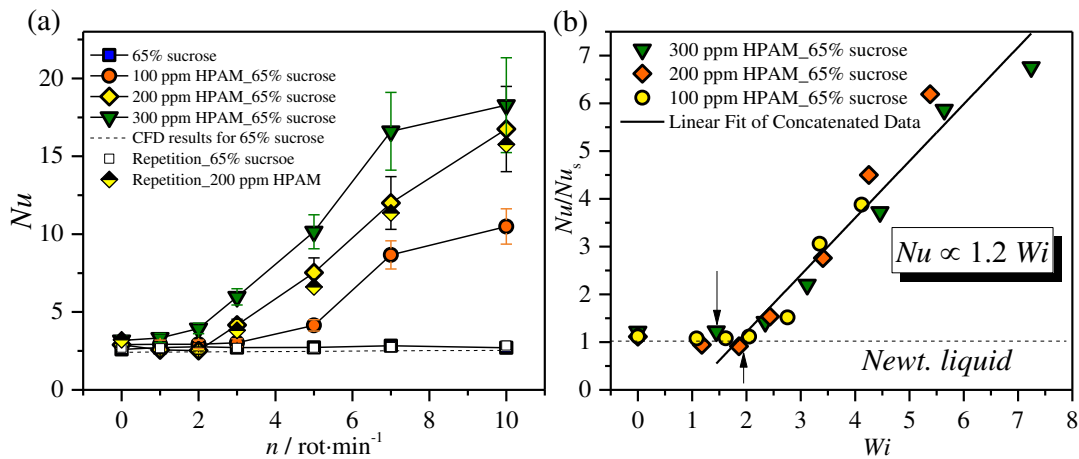 (a)
65% sucrose
100 ppm HPAM_65% sucrose
200 ppm HPAM_65% sucrose
300 ppm HPAM_65% sucrose
CFD results for 65% sucrose
Repetition_65% sucrsoe
Repetition_200 ppm HPAM
Nu
20
15
10
5
0
0 2 4 6 8 10
n / rot·min⁻¹
(b)
300 ppm HPAM_65% sucrose
200 ppm HPAM_65% sucrose
100 ppm HPAM_65% sucrose
Linear Fit of Concatenated Data
Nu/Nuₛ
7
6
5
4
3
2
1
0
Nu ∝ 1.2 Wi
Newt. liquid
0 1 2 3 4 5 6 7 8
Wi